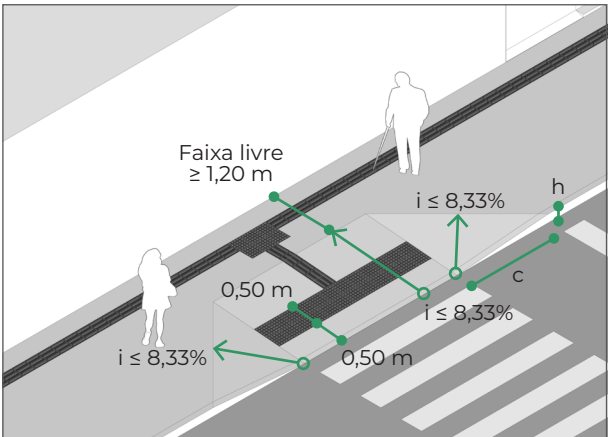 Faixa livre
≥ 1,20 m
i ≤ 8,33%
h
c
0,50 m
i ≤ 8,33%
i ≤ 8,33%
0,50 m